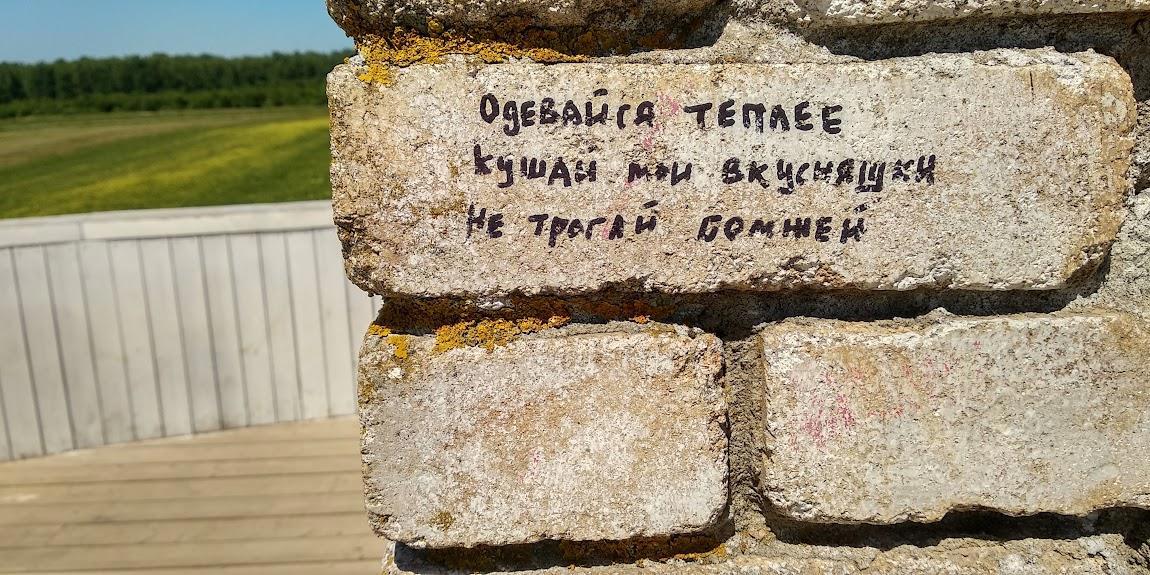 Одевайся теплее
Кушай мои вкусняшки
Не трогай бомжей